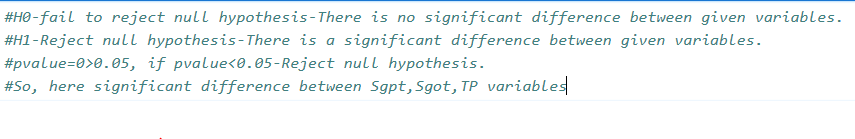 #H0-fail to reject null hypothesis-There is no significant difference between given variables.
#H1-Reject null hypothesis-There is a significant difference between given variables.
#pvalue=0>0.05, if pvalue<0.05-Reject null hypothesis.
#So, here significant difference between Sgpt,Sgot,TP variables